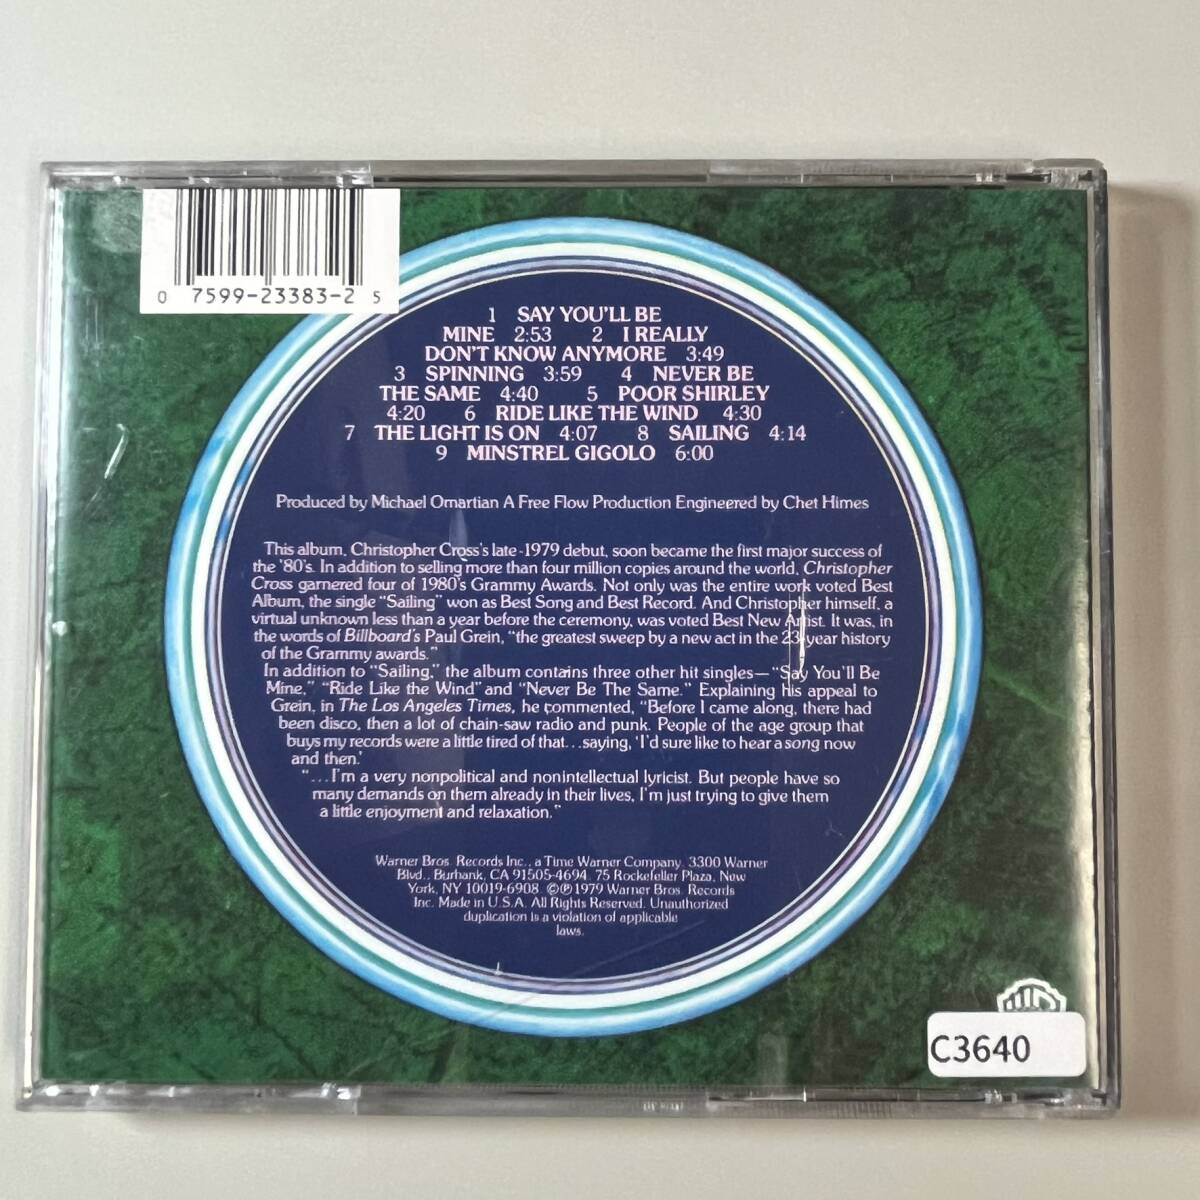 0 7599-23383-2 5
1 SAY YOU'LL BE
MINE 2:53 2 I REALLY
DON'T KNOW ANYMORE 3:49
3 SPINNING 3:59 4 NEVER BE
THE SAME 4:40 5 POOR SHIRLEY
4:20 6 RIDE LIKE THE WIND 4:30
7 THE LIGHT IS ON 4:07 8 SAILING 4:14
9 MINSTREL GIGOLO 6:00
Produced by Michael Omartian A Free Flow Production Engineered by Chet Himes
This album, Christopher Cross's late-1979 debut, soon became the first major success of
the '80's. In addition to selling more than four million copies around the world, Christopher
Cross garnered four of 1980's Grammy Awards. Not only was the entire work voted Best
Album, the single "Sailing" won as Best Song and Best Record. And Christopher himself, a
virtual unknown less than a year before the ceremony, was voted Best New Artist. It was, in
the words of Billboard's Paul Grein, "the greatest sweep by a new act in the 23-year history
of the Grammy awards."
In addition to "Sailing," the album contains three other hit singles—"Say You'll Be
Mine," "Ride Like the Wind" and "Never Be The Same." Explaining his appeal to
Grein, in The Los Angeles Times, he commented, "Before I came along, there had
been disco, then a lot of chain-saw radio and punk. People of the age group that
buys my records were a little tired of that...saying, 'I'd sure like to hear a song now
and then.'
"...I'm a very nonpolitical and nonintellectual lyricist. But people have so
many demands on them already in their lives, I'm just trying to give them
a little enjoyment and relaxation."
Warner Bros. Records Inc., a Time Warner Company. 3300 Warner
Blvd., Burbank, CA 91505-4694. 75 Rockefeller Plaza, New
York, NY 10019-6908. ©℗1979 Warner Bros. Records
Inc. Made in U.S.A. All Rights Reserved. Unauthorized
duplication is a violation of applicable
laws.
C3640